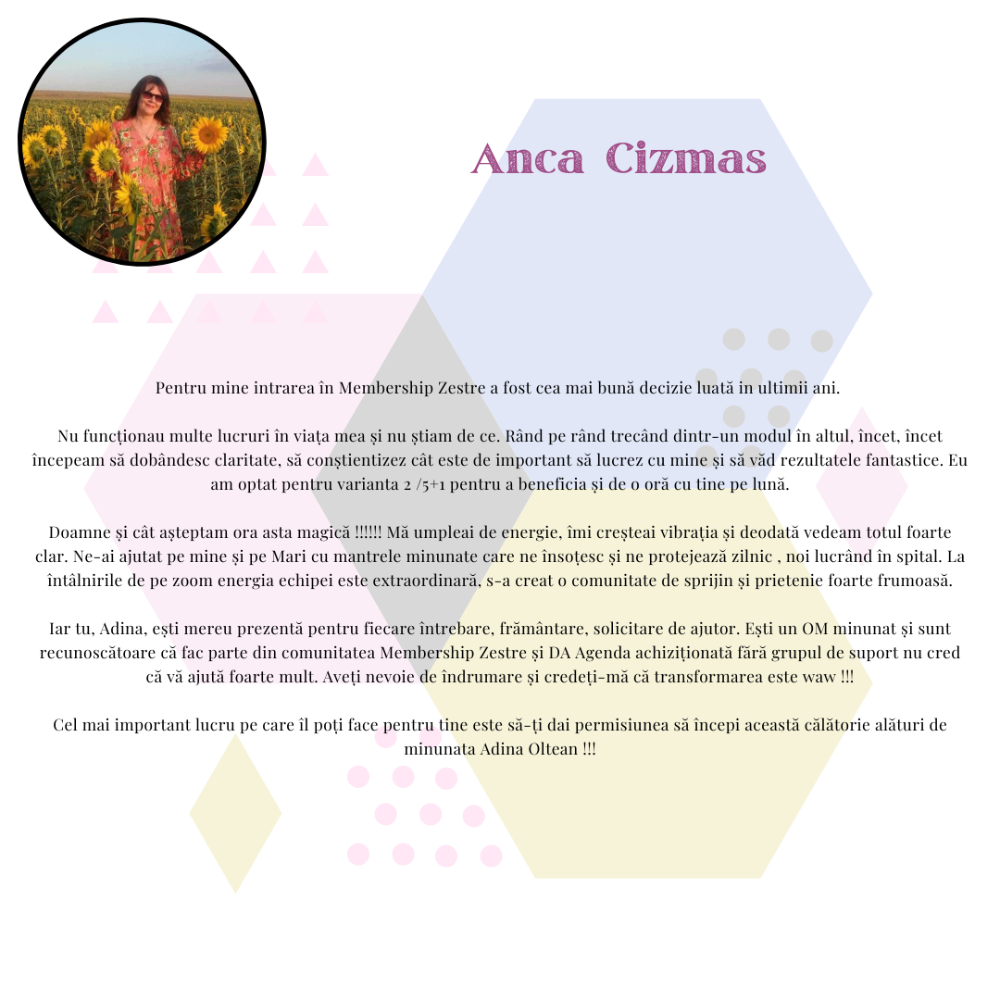 Anca Cizmas
Pentru mine intrarea în Membership Zestre a fost cea mai bună decizie luată in ultimii ani.
Nu funcționau multe lucruri în viața mea și nu știam de ce. Rând pe rând trecând dintr-un modul în altul, încet, încet
începeam să dobândesc claritate, să conștientizez cât este de important să lucrez cu mine și să văd rezultatele fantastice. Eu
am optat pentru varianta 2 /5+1 pentru a beneficia și de o oră cu tine pe lună.
Doamne și cât așteptam ora asta magică !!!!!! Mă umpleai de energie, îmi creșteai vibrația și deodată vedeam totul foarte
clar. Ne-ai ajutat pe mine și pe Mari cu mantrele minunate care ne însoțesc și ne protejează zilnic , noi lucrând în spital. La
întâlnirile de pe zoom energia echipei este extraordinară, s-a creat o comunitate de sprijin și prietenie foarte frumoasă.
Iar tu, Adina, ești mereu prezentă pentru fiecare întrebare, frământare, solicitare de ajutor. Ești un OM minunat și sunt
recunoscătoare că fac parte din comunitatea Membership Zestre și DA Agenda achiziționată fără grupul de suport nu cred
că vă ajută foarte mult. Aveți nevoie de îndrumare și credeți-mă că transformarea este waw !!!
Cel mai important lucru pe care îl poți face pentru tine este să-ți dai permisiunea să începi această călătorie alături de
minunata Adina Oltean !!!